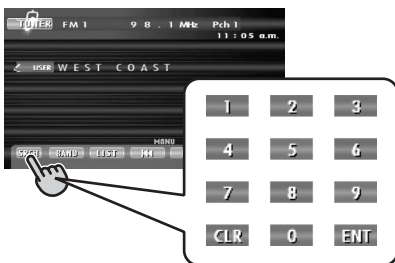 TUNER FM 1 9 8 . 1 MHz Pch 1
11 : 05 a.m.
USER W E S T C O A S T
MANU
SRCH BAND LIST
1 2 3
4 5 6
7 8 9
CLR 0 ENT